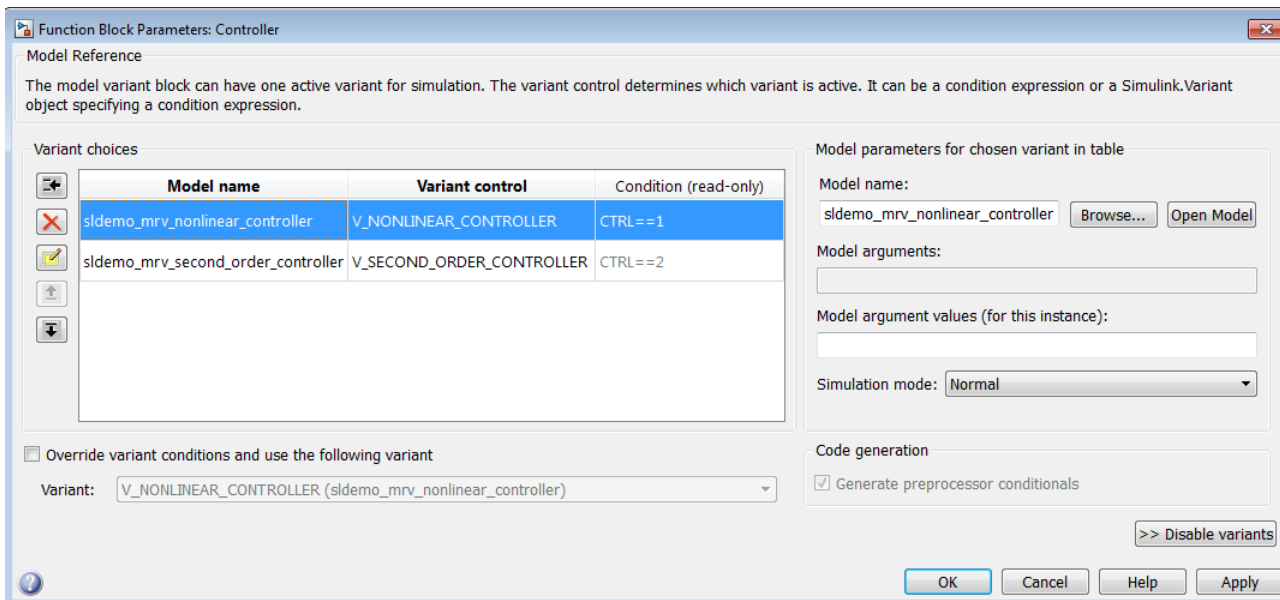 Function Block Parameters: Controller
Model Reference
The model variant block can have one active variant for simulation. The variant control determines which variant is active. It can be a condition expression or a Simulink.Variant
object specifying a condition expression.
Variant choices
Model name Variant control Condition (read-only)
sldemo_mrv_nonlinear_controller V_NONLINEAR_CONTROLLER CTRL==1
sldemo_mrv_second_order_controller V_SECOND_ORDER_CONTROLLER CTRL==2
Model parameters for chosen variant in table
Model name:
sldemo_mrv_nonlinear_controller Browse... Open Model
Model arguments:
Model argument values (for this instance):
Simulation mode: Normal
Override variant conditions and use the following variant
Variant: V_NONLINEAR_CONTROLLER (sldemo_mrv_nonlinear_controller)
Code generation
Generate preprocessor conditionals
>> Disable variants
OK Cancel Help Apply